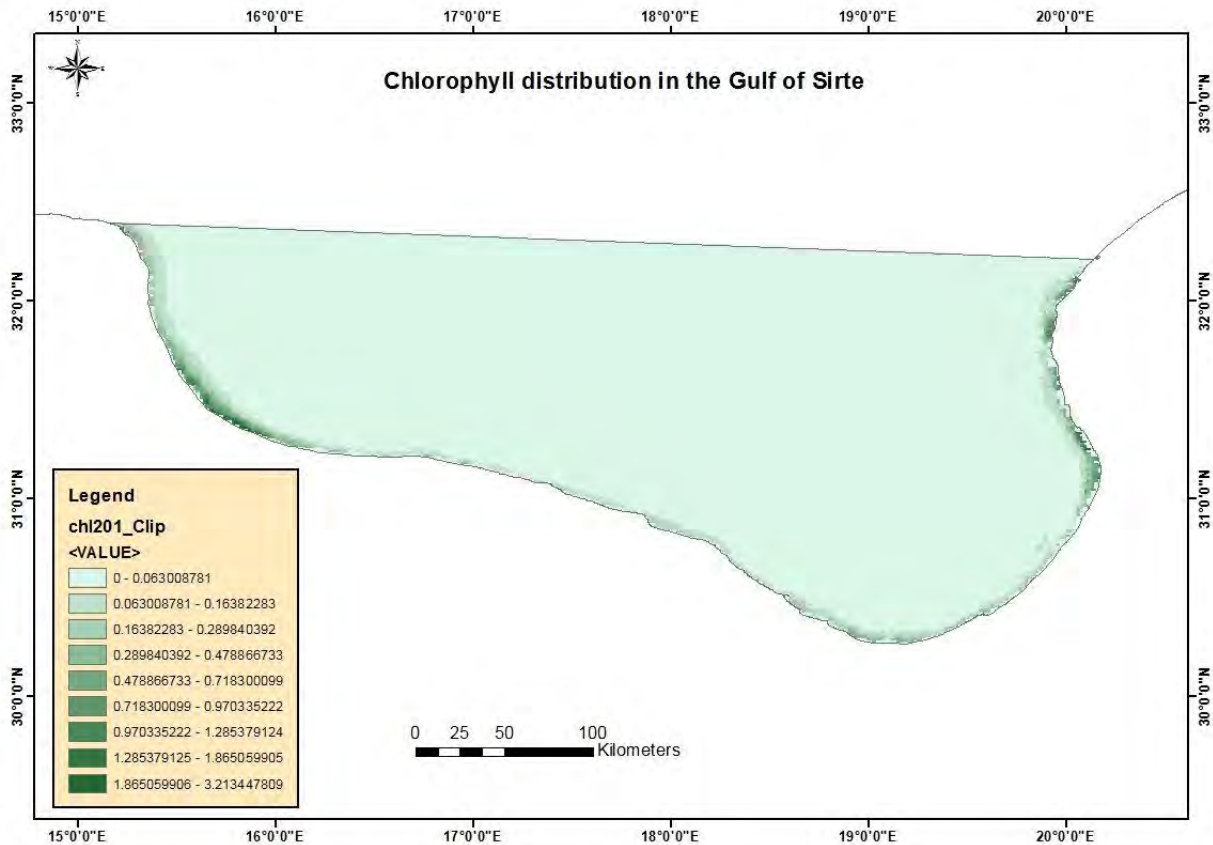 15°0'0"E 16°0'0"E 17°0'0"E 18°0'0"E 19°0'0"E 20°0'0"E
Chlorophyll distribution in the Gulf of Sirte
33°0'0"N 33°0'0"N
32°0'0"N 32°0'0"N
31°0'0"N 31°0'0"N
30°0'0"N 30°0'0"N
Legend
chl201_Clip
<VALUE>
0 - 0.063008781
0.063008781 - 0.16382283
0.16382283 - 0.289840392
0.289840392 - 0.478866733
0.478866733 - 0.718300099
0.718300099 - 0.970335222
0.970335222 - 1.285379124
1.285379125 - 1.865059905
1.865059906 - 3.213447809
0 25 50 100
Kilometers
15°0'0"E 16°0'0"E 17°0'0"E 18°0'0"E 19°0'0"E 20°0'0"E